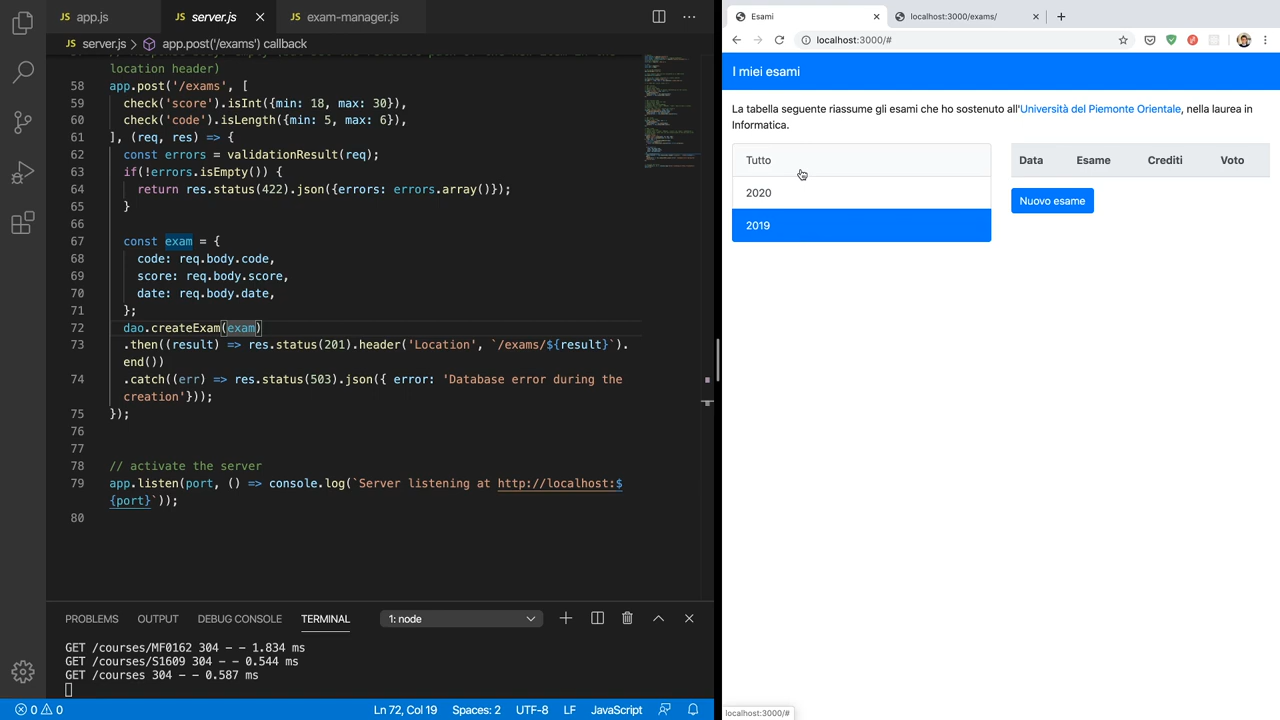 app.js
server.js
exam-manager.js
server.js › app.post('/exams') callback
location header)
58 app.post('/exams', [
59 check('score').isInt({min: 18, max: 30}),
60 check('code').isLength({min: 5, max: 6}),
61 ], (req, res) => {
62 const errors = validationResult(req);
63 if(!errors.isEmpty()) {
64 return res.status(422).json({errors: errors.array()});
65 }
66
67 const exam = {
68 code: req.body.code,
69 score: req.body.score,
70 date: req.body.date,
71 };
72 dao.createExam(exam)
73 .then((result) => res.status(201).header('Location', `/exams/${result}`).
end())
74 .catch((err) => res.status(503).json({ error: 'Database error during the
creation'}));
75 });
76
77
78 // activate the server
79 app.listen(port, () => console.log(`Server listening at http://localhost:$
{port}`));
80
PROBLEMS OUTPUT DEBUG CONSOLE TERMINAL 1: node
GET /courses/MF0162 304 - - 1.834 ms
GET /courses/S1609 304 - - 0.544 ms
GET /courses 304 - - 0.587 ms
0 0 Ln 72, Col 19 Spaces: 2 UTF-8 LF JavaScript
Esami
localhost:3000/exams/
localhost:3000/#
I miei esami
La tabella seguente riassume gli esami che ho sostenuto all'Università del Piemonte Orientale, nella laurea in
Informatica.
Tutto
2020
2019
Data Esame Crediti Voto
Nuovo esame
localhost:3000/#